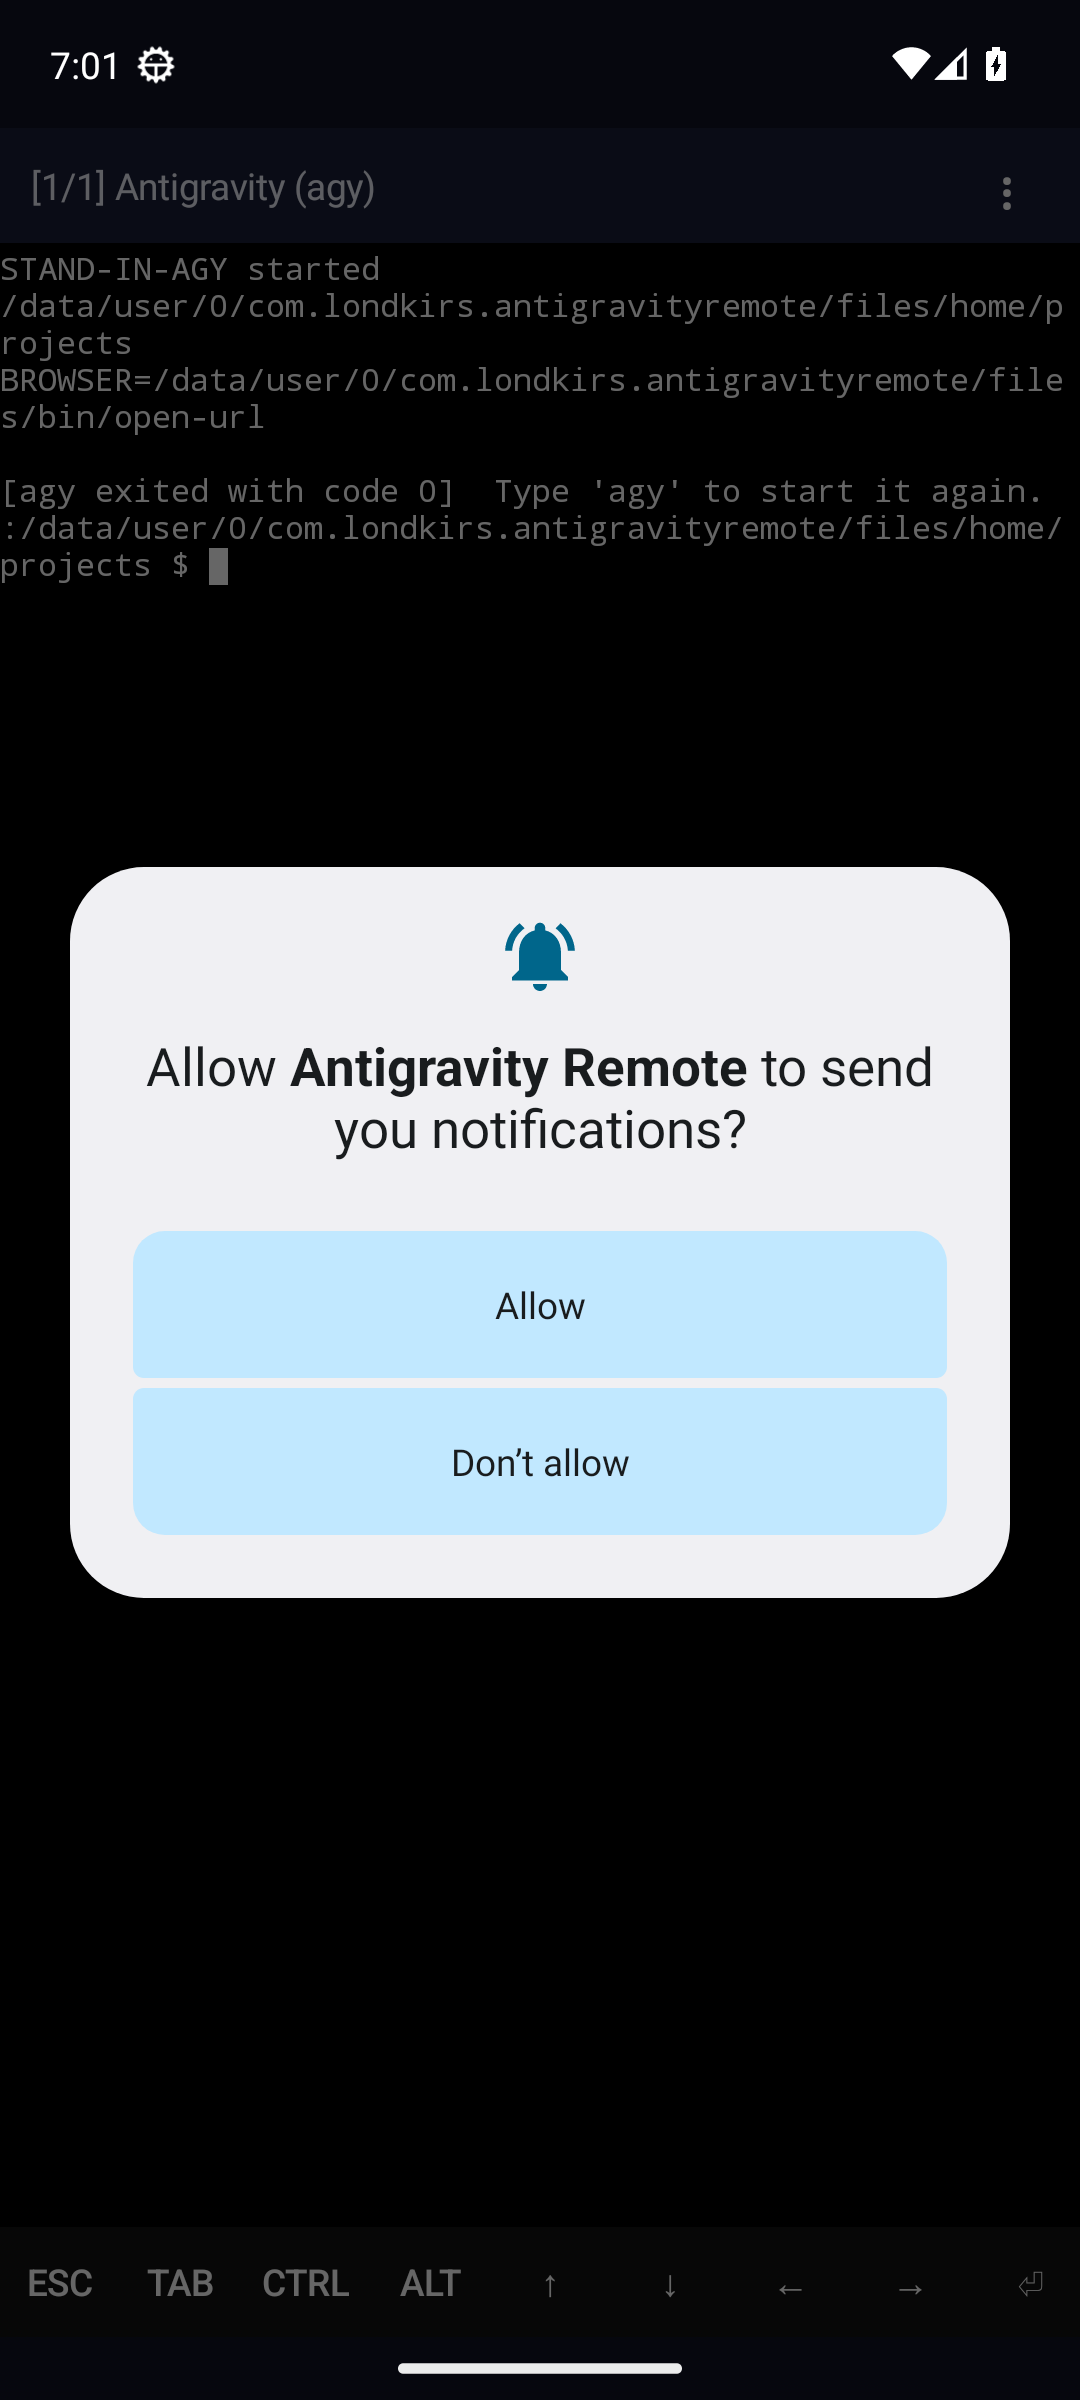 7:01
[1/1] Antigravity (agy)
STAND-IN-AGY started
/data/user/0/com.londkirs.antigravityremote/files/home/p
rojects
BROWSER=/data/user/0/com.londkirs.antigravityremote/file
s/bin/open-url
[agy exited with code 0]  Type 'agy' to start it again.
:/data/user/0/com.londkirs.antigravityremote/files/home/
projects $
Allow Antigravity Remote to send
you notifications?
Allow
Don’t allow
ESC TAB CTRL ALT ↑ ↓ ← → ⏎